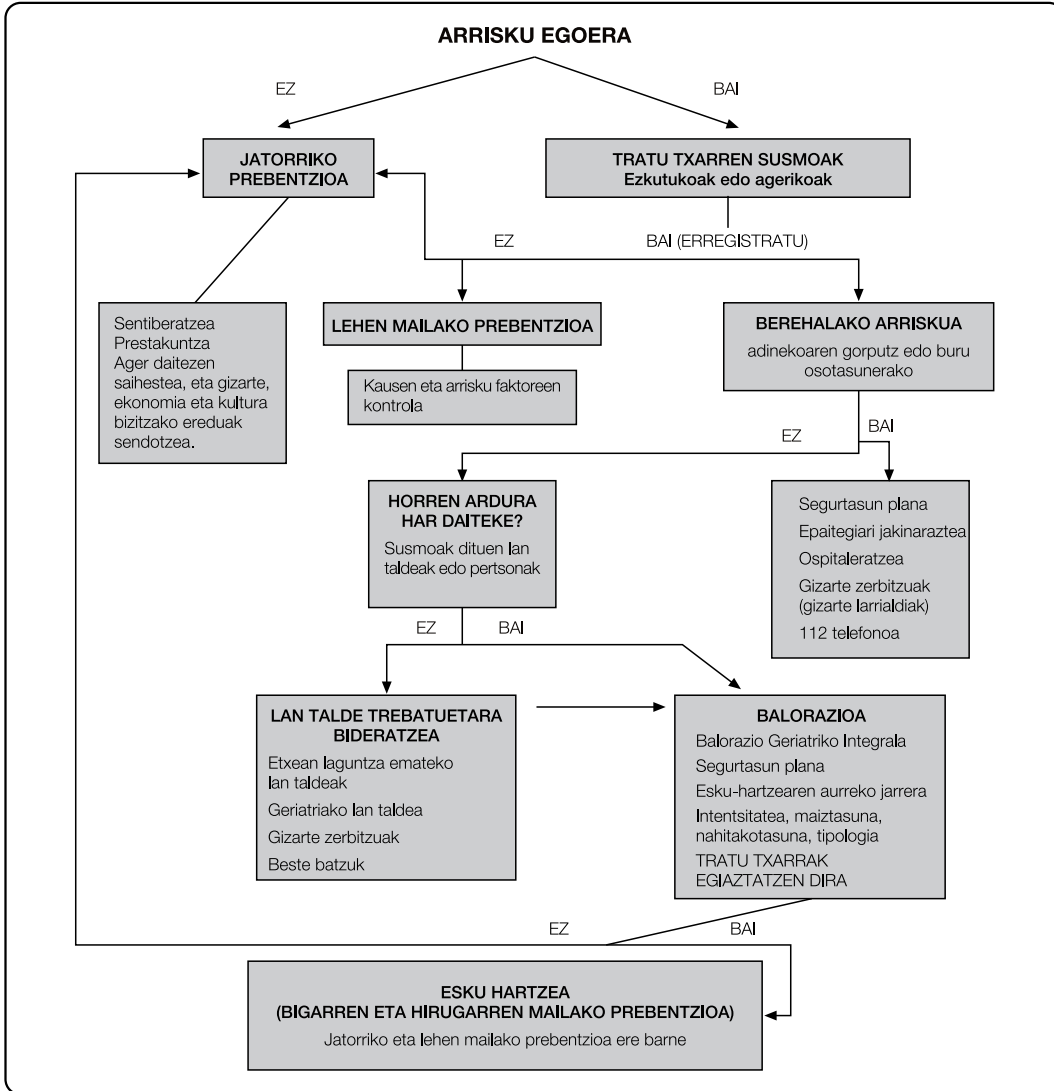 ARRISKU EGOERA
EZ
BAI
JATORRIKO
PREBENTZIOA
TRATU TXARREN SUSMOAK
Ezkutukoak edo agerikoak
EZ
BAI (ERREGISTRATU)
Sentiberatzea
Prestakuntza
Ager daitezen
saihestea, eta gizarte,
ekonomia eta kultura
bizitzako ereduak
sendotzea.
LEHEN MAILAKO PREBENTZIOA
Kausen eta arrisku faktoreen
kontrola
BEREHALAKO ARRISKUA
adinekoaren gorputz edo buru
osotasunerako
EZ
BAI
HORREN ARDURA
HAR DAITEKE?
Susmoak dituen lan
taldeak edo pertsonak
Segurtasun plana
Epaitegiari jakinaraztea
Ospitaleratzea
Gizarte zerbitzuak
(gizarte larrialdiak)
112 telefonoa
EZ
BAI
LAN TALDE TREBATUETARA
BIDERATZEA
Etxean laguntza emateko
lan taldeak
Geriatriako lan taldea
Gizarte zerbitzuak
Beste batzuk
BALORAZIOA
Balorazio Geriatriko Integrala
Segurtasun plana
Esku-hartzearen aurreko jarrera
Intentsitatea, maiztasuna,
nahitakotasuna, tipologia
TRATU TXARRAK
EGIAZTATZEN DIRA
EZ
BAI
ESKU HARTZEA
(BIGARREN ETA HIRUGARREN MAILAKO PREBENTZIOA)
Jatorriko eta lehen mailako prebentzioa ere barne